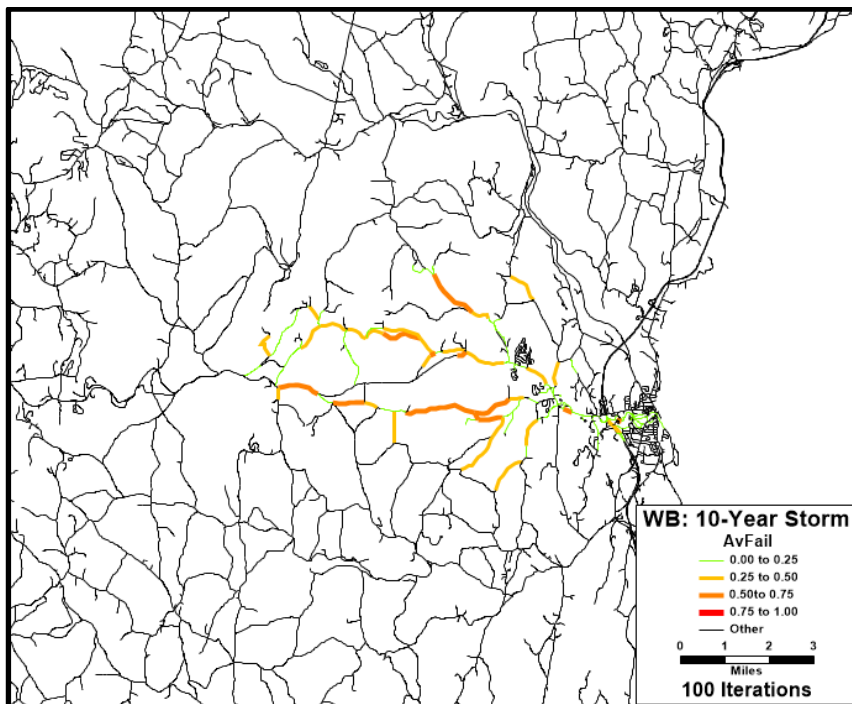 WB: 10-Year Storm
AvFail
0.00 to 0.25
0.25 to 0.50
0.50to 0.75
0.75 to 1.00
Other
0 1 2 3
Miles
100 Iterations